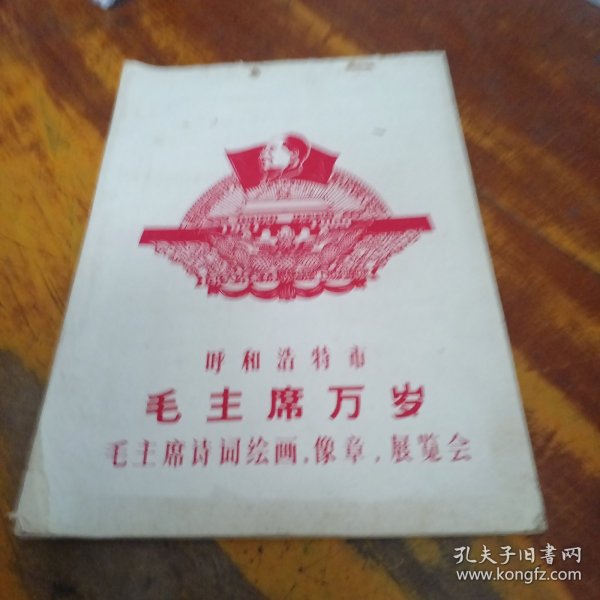 呼和浩特市
毛主席万岁
毛主席诗词绘画、像章、展览会
孔夫子旧书网
www.kongfz.com